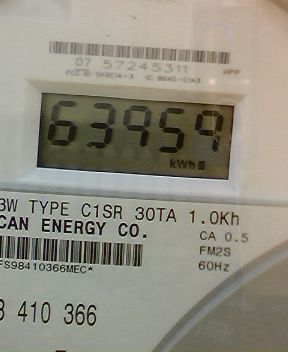 07 57245311
63959
kWh
3W TYPE C1SR 30TA 1.0Kh
CAN ENERGY CO.
CA 0.5
FM2S
FS98410366MEC*
60Hz
3 410 366